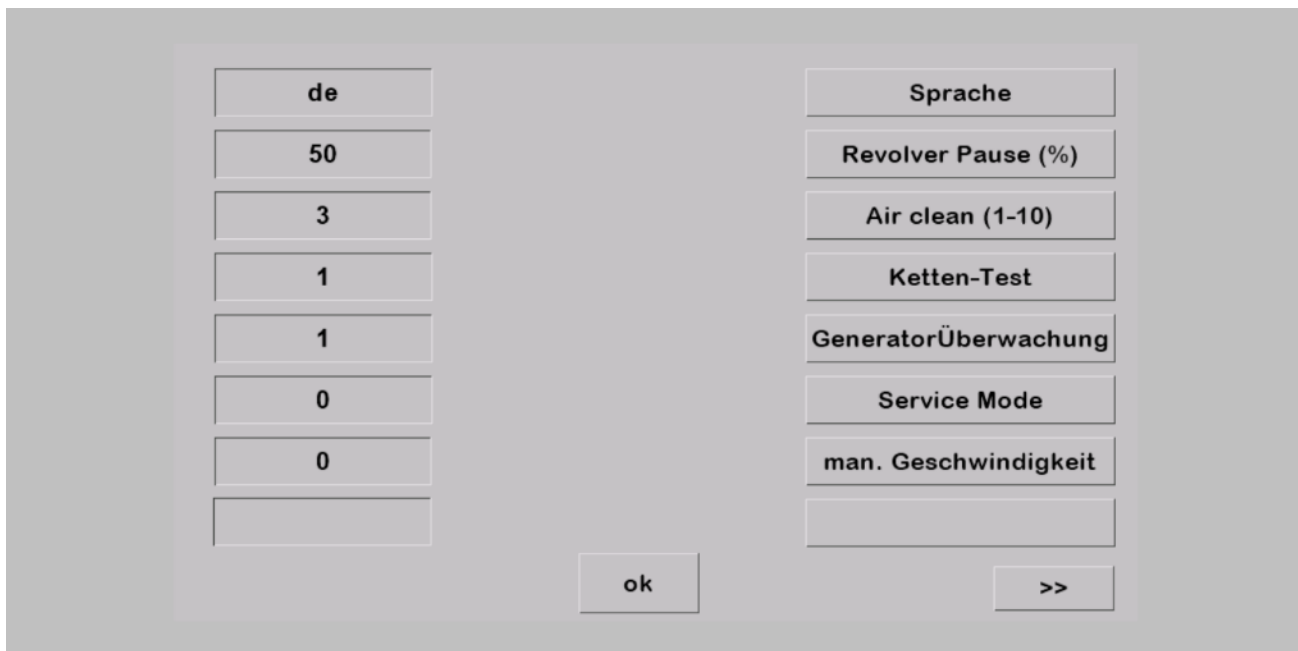 de Sprache
50 Revolver Pause (%)
3 Air clean (1-10)
1 Ketten-Test
1 GeneratorÜberwachung
0 Service Mode
0 man. Geschwindigkeit
ok >>